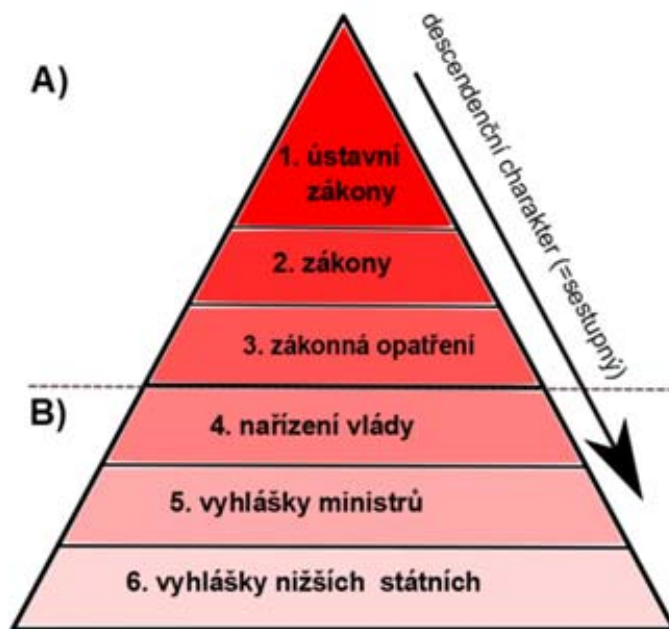 A)
descendenční charakter (=sestupný)
1. ústavní
zákony
2. zákony
3. zákonná opatření
B)
4. nařízení vlády
5. vyhlášky ministrů
6. vyhlášky nižších státních